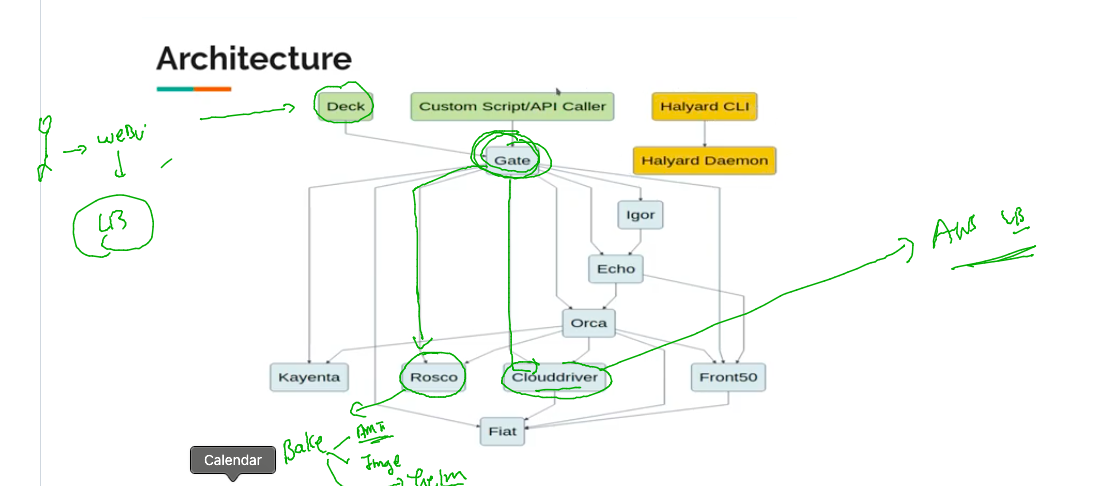 Architecture
Deck
Custom Script/API Caller
Halyard CLI
Gate
Halyard Daemon
WeBUi
LB
Igor
AWS LB
Echo
Orca
Kayenta
Rosco
Clouddriver
Front50
Fiat
Bake
AMI
Image
Helm
Calendar